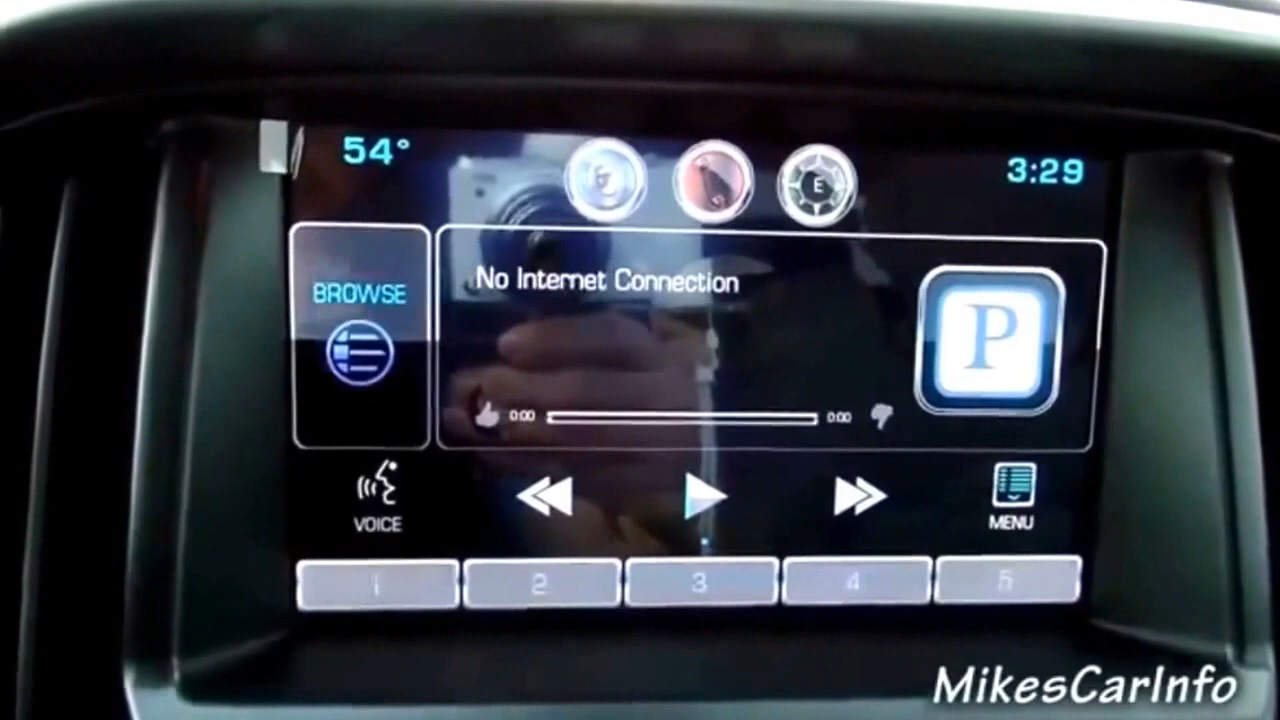 54°
E
3:29
BROWSE
No Internet Connection
P
0:00
0:00
VOICE
MENU
1
2
3
4
5
MikesCarInfo